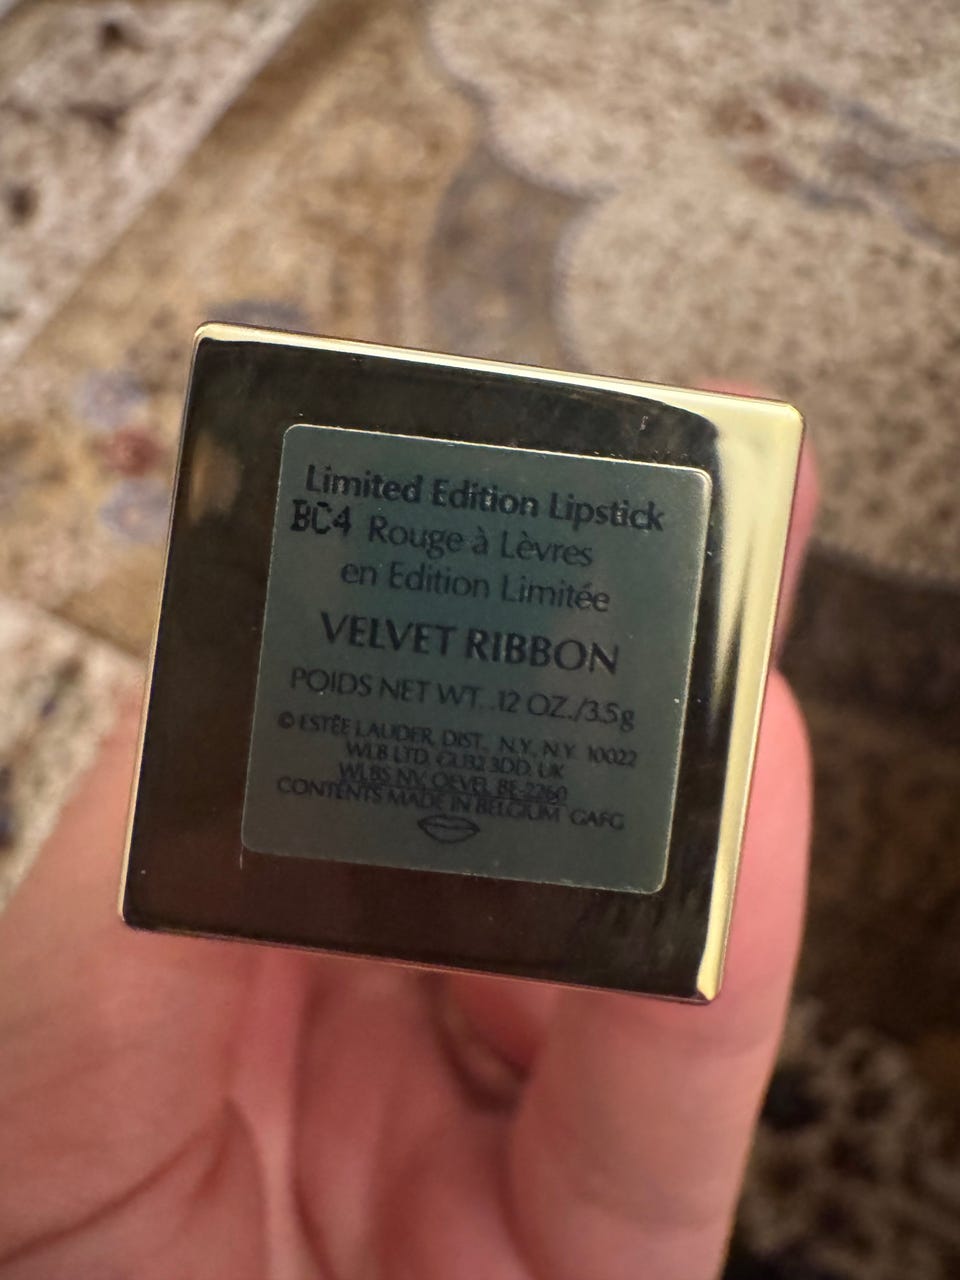 Limited Edition Lipstick
BC4 Rouge à Lèvres
en Edition Limitée
VELVET RIBBON
POIDS NET WT. .12 OZ./3.5g
© ESTĒE LAUDER, DIST., N.Y., N.Y. 10022
WLB LTD, GU32 3DD, UK
WLBS NV, OEVEL BE-2260
CONTENTS MADE IN BELGIUM GAFG